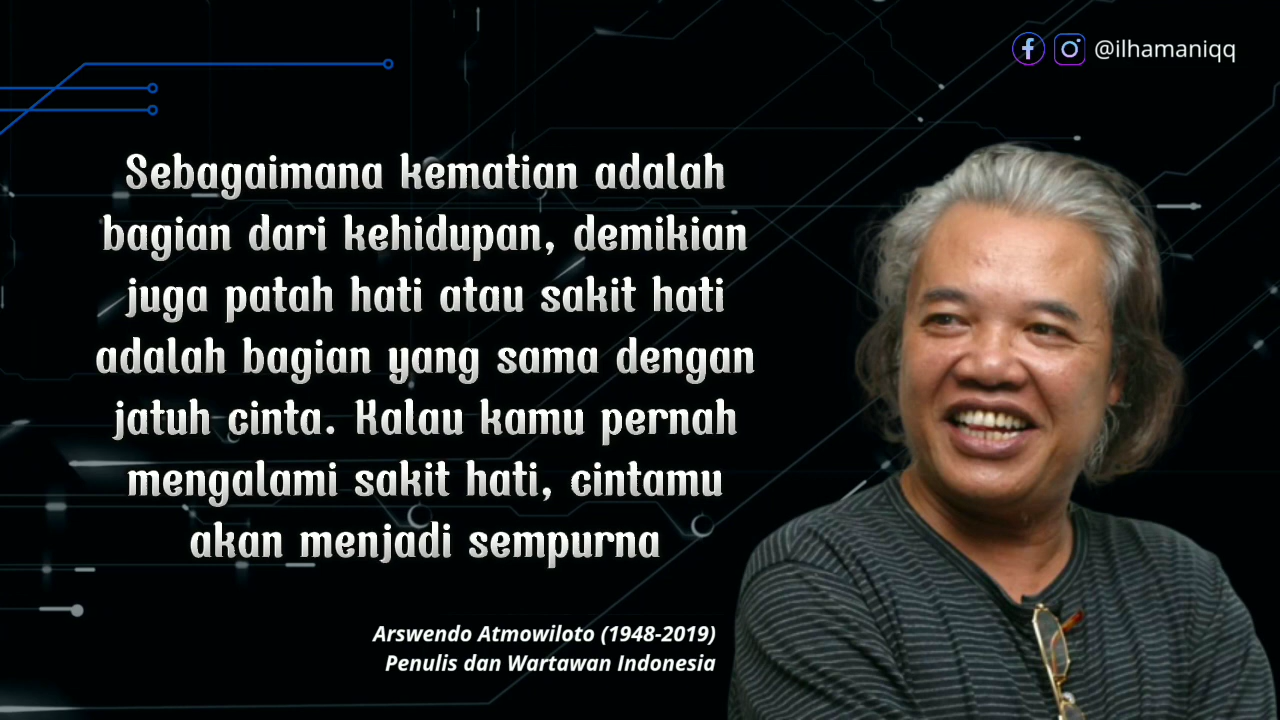 @ilhamaniqq
Sebagaimana kematian adalah
bagian dari kehidupan, demikian
juga patah hati atau sakit hati
adalah bagian yang sama dengan
jatuh cinta. Kalau kamu pernah
mengalami sakit hati, cintamu
akan menjadi sempurna
Arswendo Atmowiloto (1948-2019)
Penulis dan Wartawan Indonesia